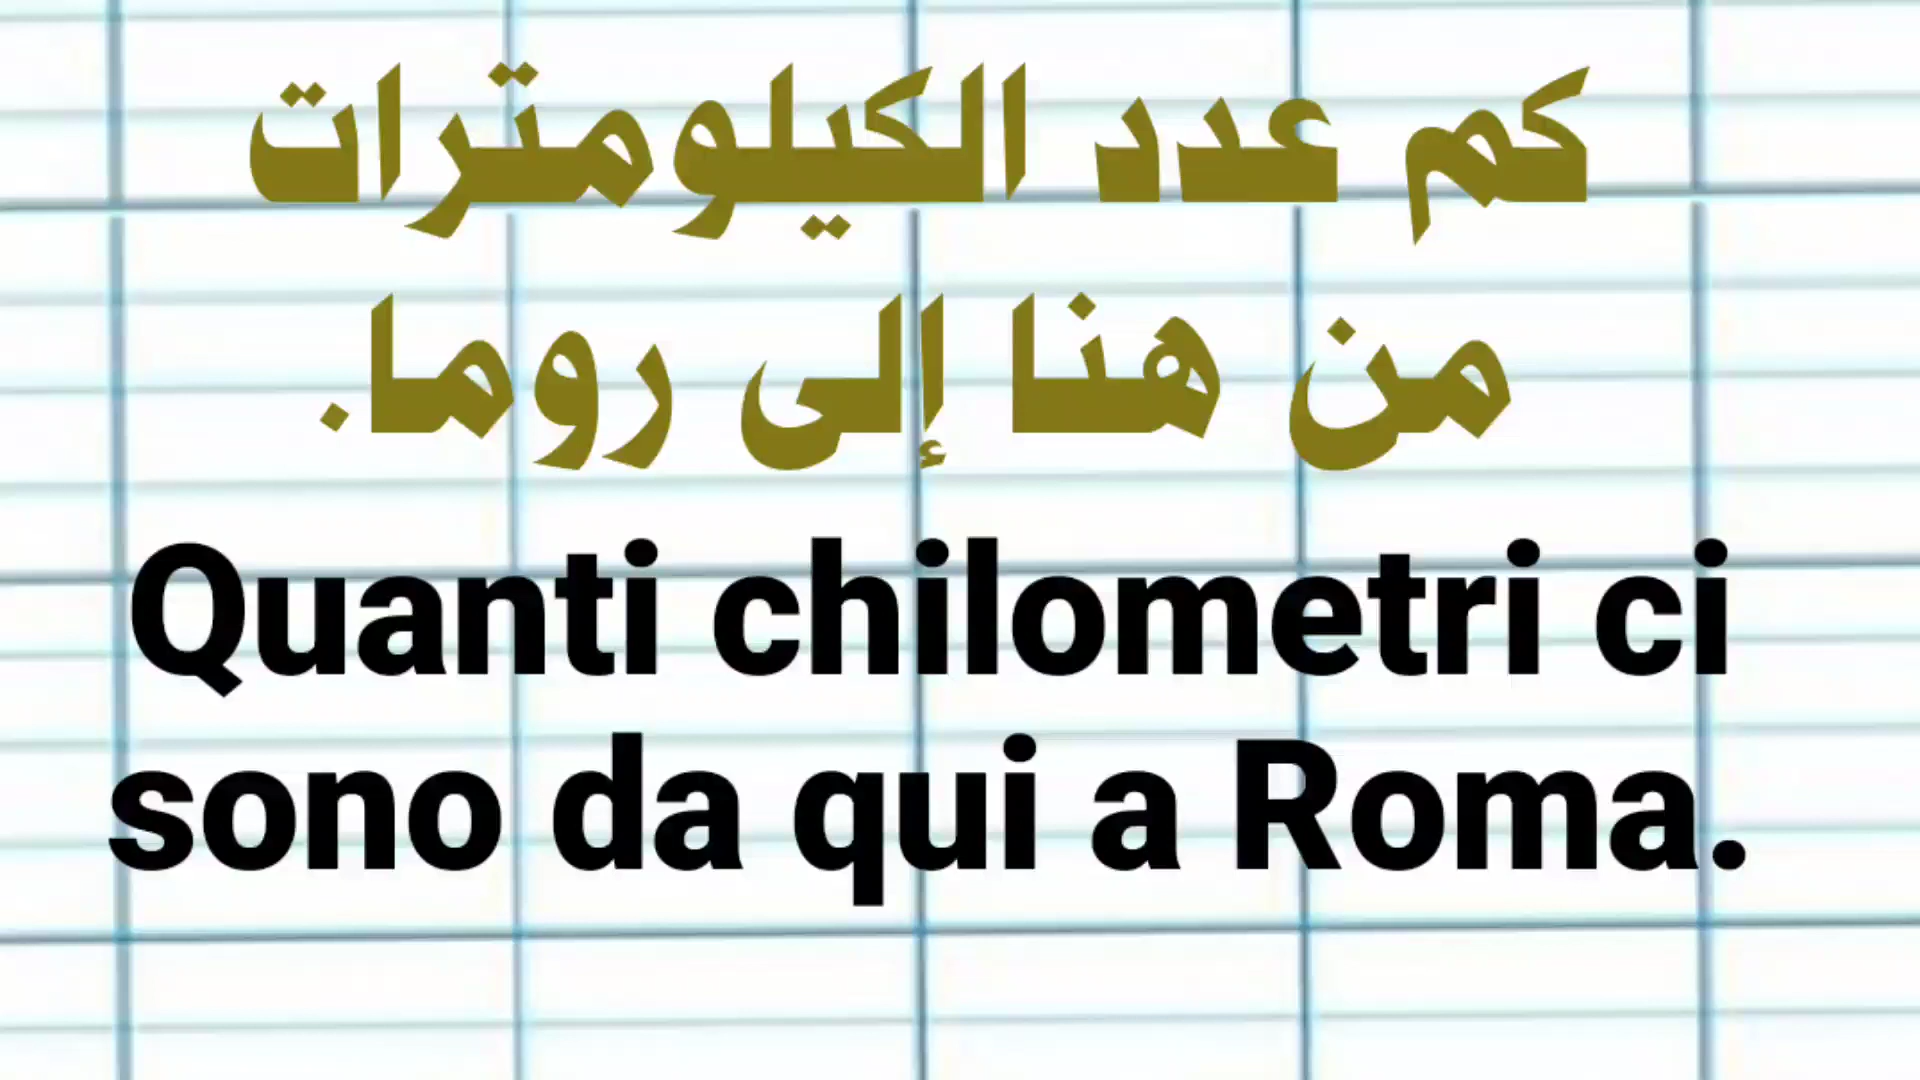 كم عدد الكيلومترات
من هنا إلى روما.
Quanti chilometri ci
sono da qui a Roma.